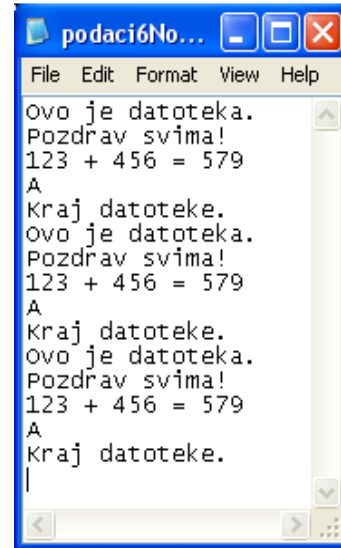 podaci6No...
File Edit Format View Help
Ovo je datoteka.
Pozdrav svima!
123 + 456 = 579
A
Kraj datoteke.
Ovo je datoteka.
Pozdrav svima!
123 + 456 = 579
A
Kraj datoteke.
Ovo je datoteka.
Pozdrav svima!
123 + 456 = 579
A
Kraj datoteke.